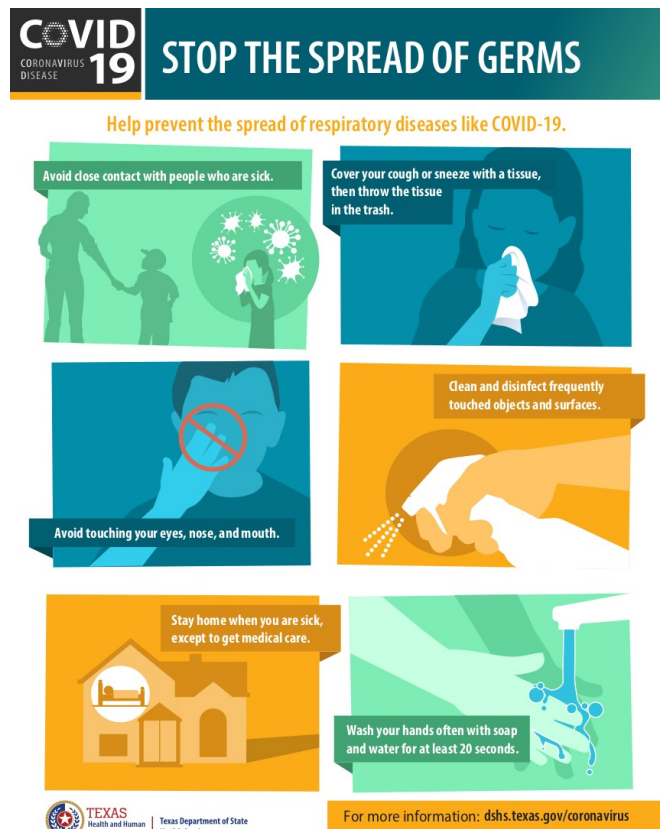 COVID
CORONAVIRUS
DISEASE
19
STOP THE SPREAD OF GERMS
Help prevent the spread of respiratory diseases like COVID-19.
Avoid close contact with people who are sick.
Cover your cough or sneeze with a tissue,
then throw the tissue
in the trash.
Avoid touching your eyes, nose, and mouth.
Clean and disinfect frequently
touched objects and surfaces.
Stay home when you are sick,
except to get medical care.
Wash your hands often with soap
and water for at least 20 seconds.
TEXAS
Health and Human
Texas Department of State
For more information: dshs.texas.gov/coronavirus